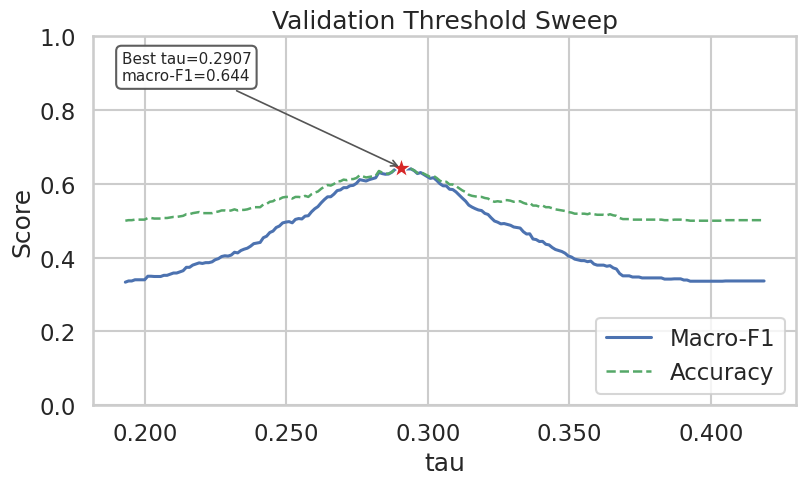 Validation Threshold Sweep
1.0
0.8
0.6
0.4
0.2
0.0
Score
Best tau=0.2907
macro-F1=0.644
Macro-F1
Accuracy
0.200 0.250 0.300 0.350 0.400
tau